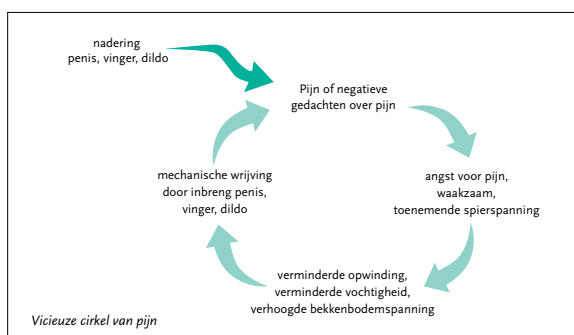 nadering
penis, vinger, dildo
Pijn of negatieve
gedachten over pijn
angst voor pijn,
waakzaam,
toenemende spierspanning
verminderde opwinding,
verminderde vochtigheid,
verhoogde bekkenbodemspanning
mechanische wrijving
door inbreng penis,
vinger, dildo
Vicieuze cirkel van pijn